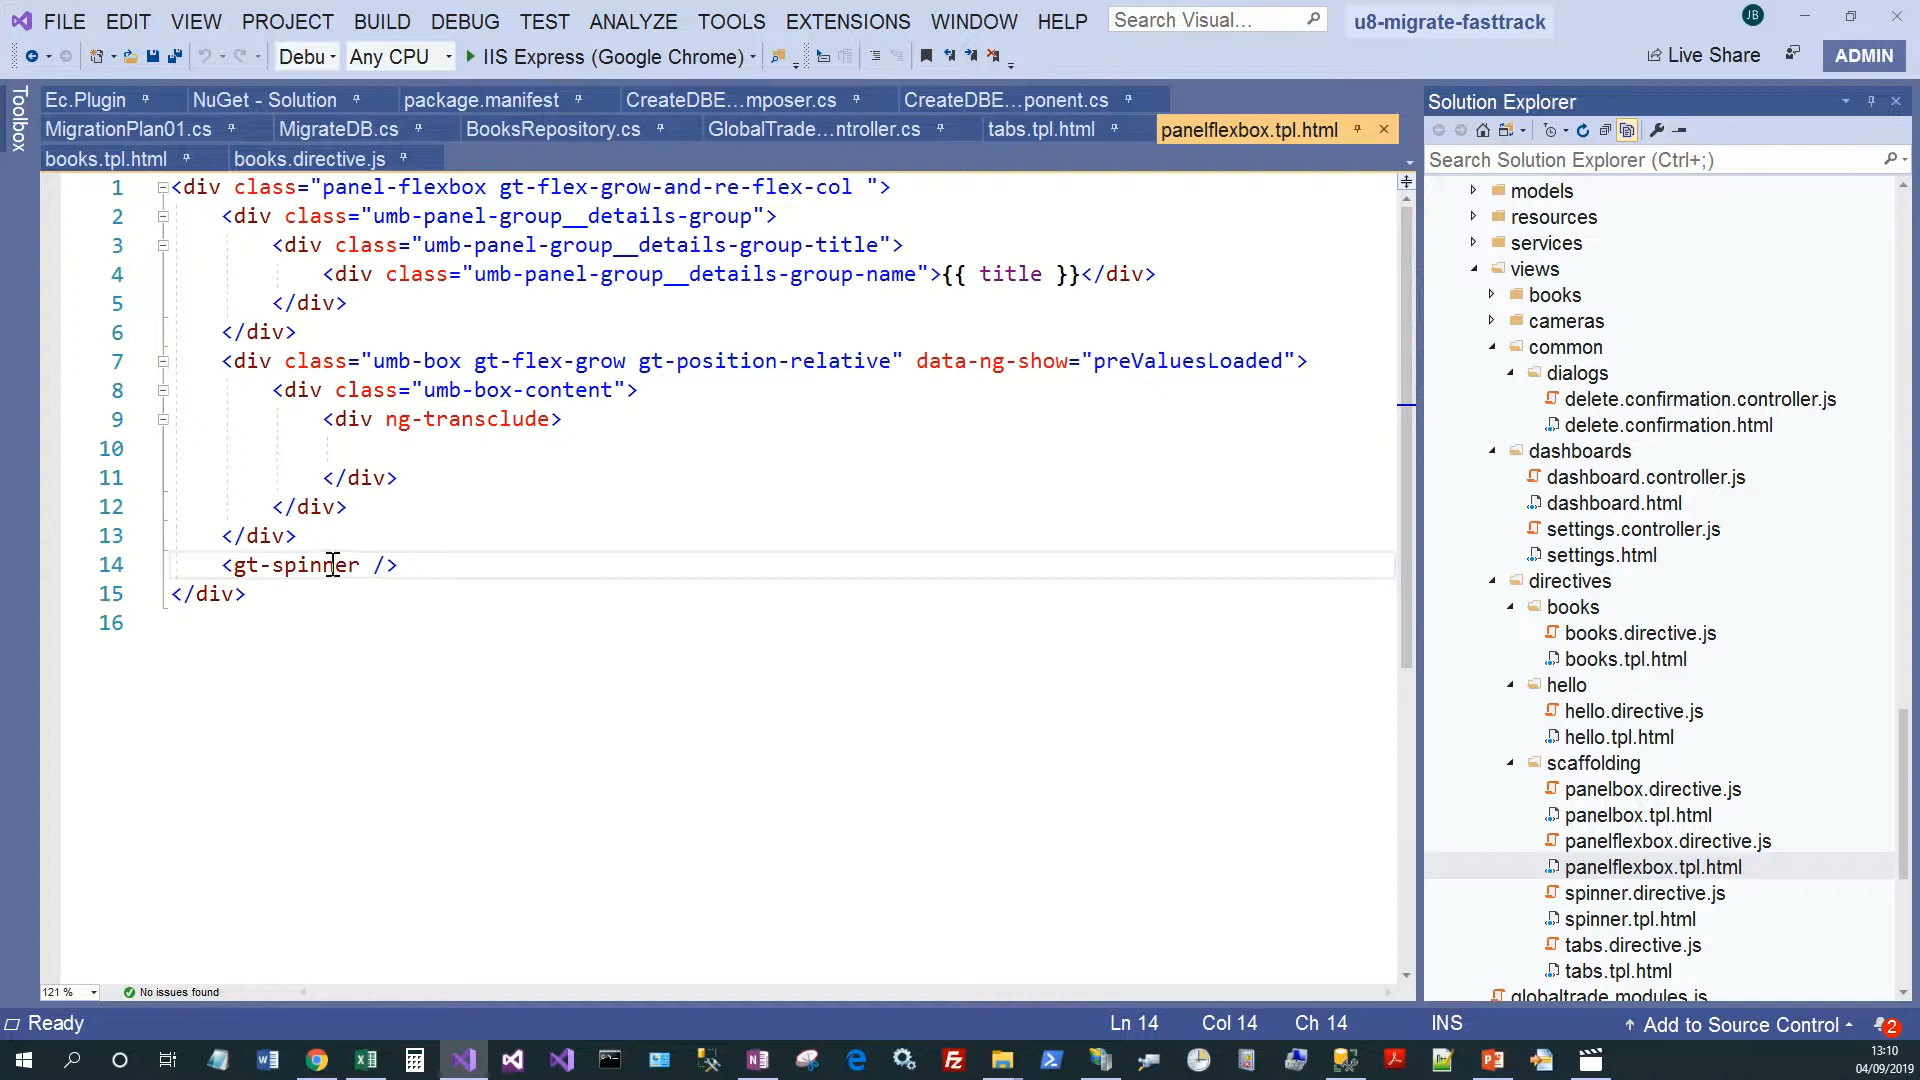 FILE EDIT VIEW PROJECT BUILD DEBUG TEST ANALYZE TOOLS EXTENSIONS WINDOW HELP Search Visual... u8-migrate-fasttrack JB
Debu Any CPU IIS Express (Google Chrome) Live Share ADMIN
Toolbox
Ec.Plugin NuGet - Solution package.manifest CreateDBE...mposer.cs CreateDBE...ponent.cs
MigrationPlan01.cs MigrateDB.cs BooksRepository.cs GlobalTrade...ntroller.cs tabs.tpl.html panelflexbox.tpl.html
books.tpl.html books.directive.js
1 <div class="panel-flexbox gt-flex-grow-and-re-flex-col ">
2 <div class="umb-panel-group__details-group">
3 <div class="umb-panel-group__details-group-title">
4 <div class="umb-panel-group__details-group-name">{{ title }}</div>
5 </div>
6 </div>
7 <div class="umb-box gt-flex-grow gt-position-relative" data-ng-show="preValuesLoaded">
8 <div class="umb-box-content">
9 <div ng-transclude>
10
11 </div>
12 </div>
13 </div>
14 <gt-spinner />
15 </div>
16
121 % No issues found
Solution Explorer
Search Solution Explorer (Ctrl+;)
models
resources
services
views
books
cameras
common
dialogs
delete.confirmation.controller.js
delete.confirmation.html
dashboards
dashboard.controller.js
dashboard.html
settings.controller.js
settings.html
directives
books
books.directive.js
books.tpl.html
hello
hello.directive.js
hello.tpl.html
scaffolding
panelbox.directive.js
panelbox.tpl.html
panelflexbox.directive.js
panelflexbox.tpl.html
spinner.directive.js
spinner.tpl.html
tabs.directive.js
tabs.tpl.html
globaltrade.modules.js
Ready Ln 14 Col 14 Ch 14 INS Add to Source Control 2
13:10
04/09/2019